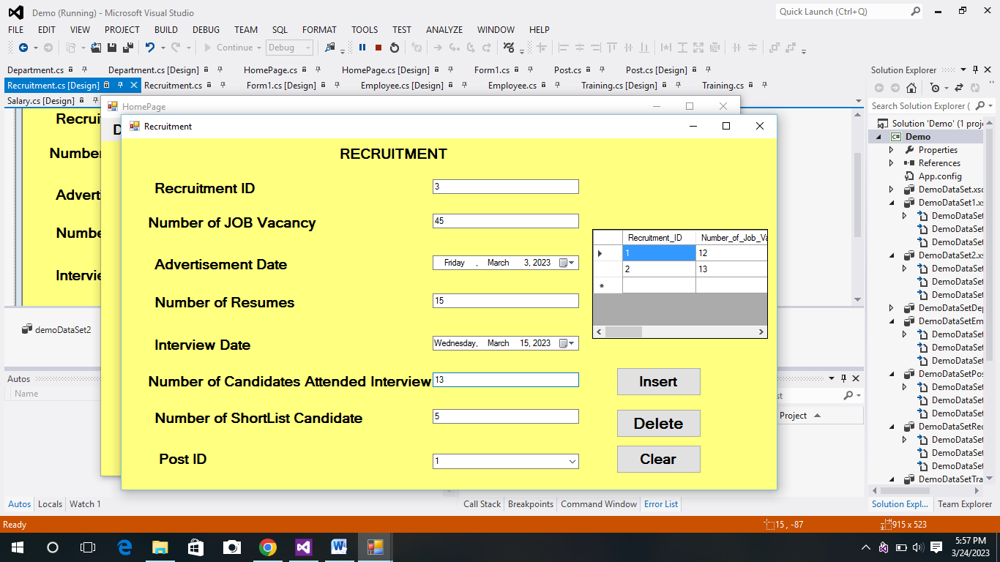 Demo (Running) - Microsoft Visual Studio
Quick Launch (Ctrl+Q)
FILE EDIT VIEW PROJECT BUILD DEBUG TEAM SQL FORMAT TOOLS TEST ANALYZE WINDOW HELP
Continue Debug
Department.cs Department.cs [Design] HomePage.cs HomePage.cs [Design] Form1.cs Post.cs Post.cs [Design]
Recruitment.cs [Design] Recruitment.cs Form1.cs [Design] Employee.cs [Design] Employee.cs Training.cs [Design] Training.cs
Salary.cs [Design]
Recrui
Number
Advert
Numbe
Intervie
demoDataSet2
Autos
Name
Autos Locals Watch 1
HomePage
D
Recruitment
RECRUITMENT
Recruitment ID 3
Number of JOB Vacancy 45
Advertisement Date Friday , March 3, 2023
Number of Resumes 15
Interview Date Wednesday, March 15, 2023
Number of Candidates Attended Interview 13
Number of ShortList Candidate 5
Post ID 1
Recruitment_ID Number_of_Job_Va
1 12
2 13
*
Insert
Delete
Clear
st
Project
Call Stack Breakpoints Command Window Error List
Solution Explorer
Search Solution Explorer (
Solution 'Demo' (1 proje
C# Demo
Properties
References
App.config
DemoDataSet.xsd
DemoDataSet1.xs
DemoDataSet
DemoDataSet
DemoDataSet
DemoDataSet2.xs
DemoDataSet
DemoDataSet
DemoDataSet
DemoDataSetDep
DemoDataSetEm
DemoDataSet
DemoDataSet
DemoDataSet
DemoDataSetPos
DemoDataSet
DemoDataSet
DemoDataSet
DemoDataSetRec
DemoDataSet
DemoDataSet
DemoDataSet
DemoDataSetTra
Solution Expl... Team Explorer
Ready 15 , -87 915 x 523
5:57 PM
3/24/2023